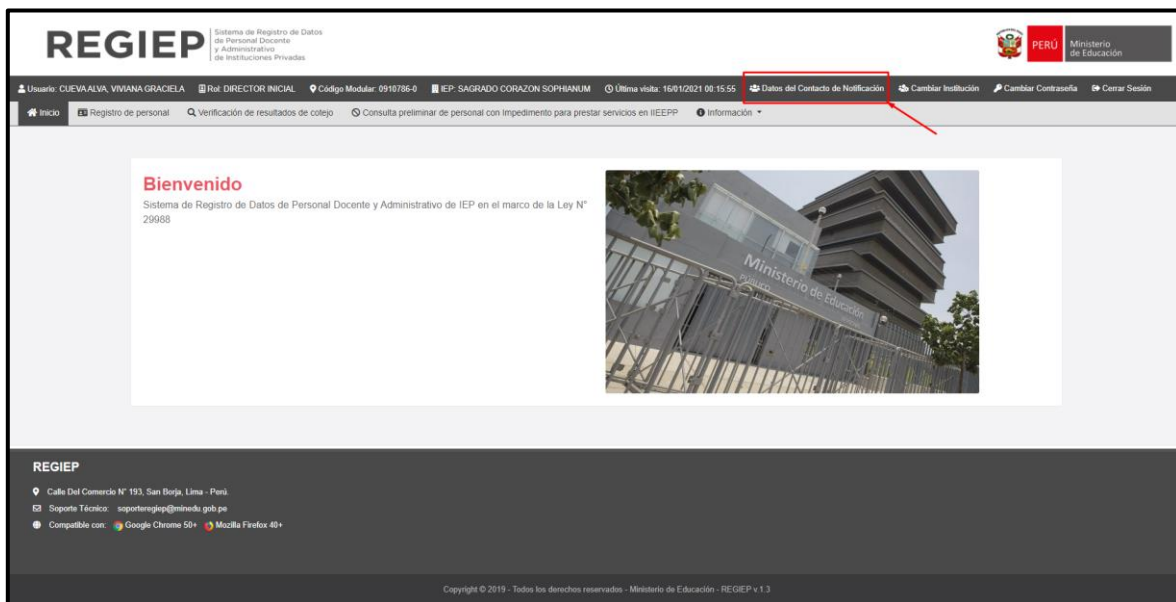 REGIEP
Sistema de Registro de Datos
de Personal Docente
y Administrativo
de Instituciones Privadas
PERÚ
Ministerio
de Educación
Usuario: CUEVA ALVA, VIVIANA GRACIELA Rol: DIRECTOR INICIAL Código Modular: 0910786-0 IEP: SAGRADO CORAZON SOPHIANUM Última visita: 16/01/2021 00:15:55 Datos del Contacto de Notificación Cambiar Institución Cambiar Contraseña Cerrar Sesión
Inicio Registro de personal Verificación de resultados de cotejo Consulta preliminar de personal con Impedimento para prestar servicios en IIEEPP Información
Bienvenido
Sistema de Registro de Datos de Personal Docente y Administrativo de IEP en el marco de la Ley N°
29988
Ministerio de Educación
REGIEP
Calle Del Comercio N° 193, San Borja, Lima - Perú.
Soporte Técnico: soporteregiep@minedu.gob.pe
Compatible con: Google Chrome 50+ Mozilla Firefox 40+
Copyright © 2019 - Todos los derechos reservados - Ministerio de Educación - REGIEP v.1.3